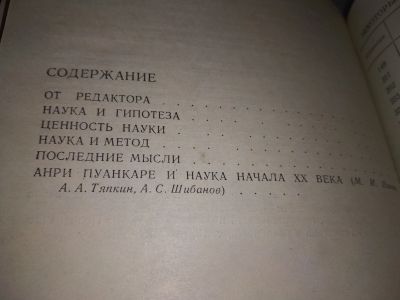 СОДЕРЖАНИЕ
ОТ РЕДАКТОРА . . . . . . . . . .
НАУКА И ГИПОТЕЗА . . . . . . . .
ЦЕННОСТЬ НАУКИ . . . . . . . . .
НАУКА И МЕТОД . . . . . . . . .
ПОСЛЕДНИЕ МЫСЛИ . . . . . . . .
АНРИ ПУАНКАРЕ И НАУКА НАЧАЛА XX ВЕКА (М. И.
А. А. Тяпкин, А. С. Шибанов) . . . . .